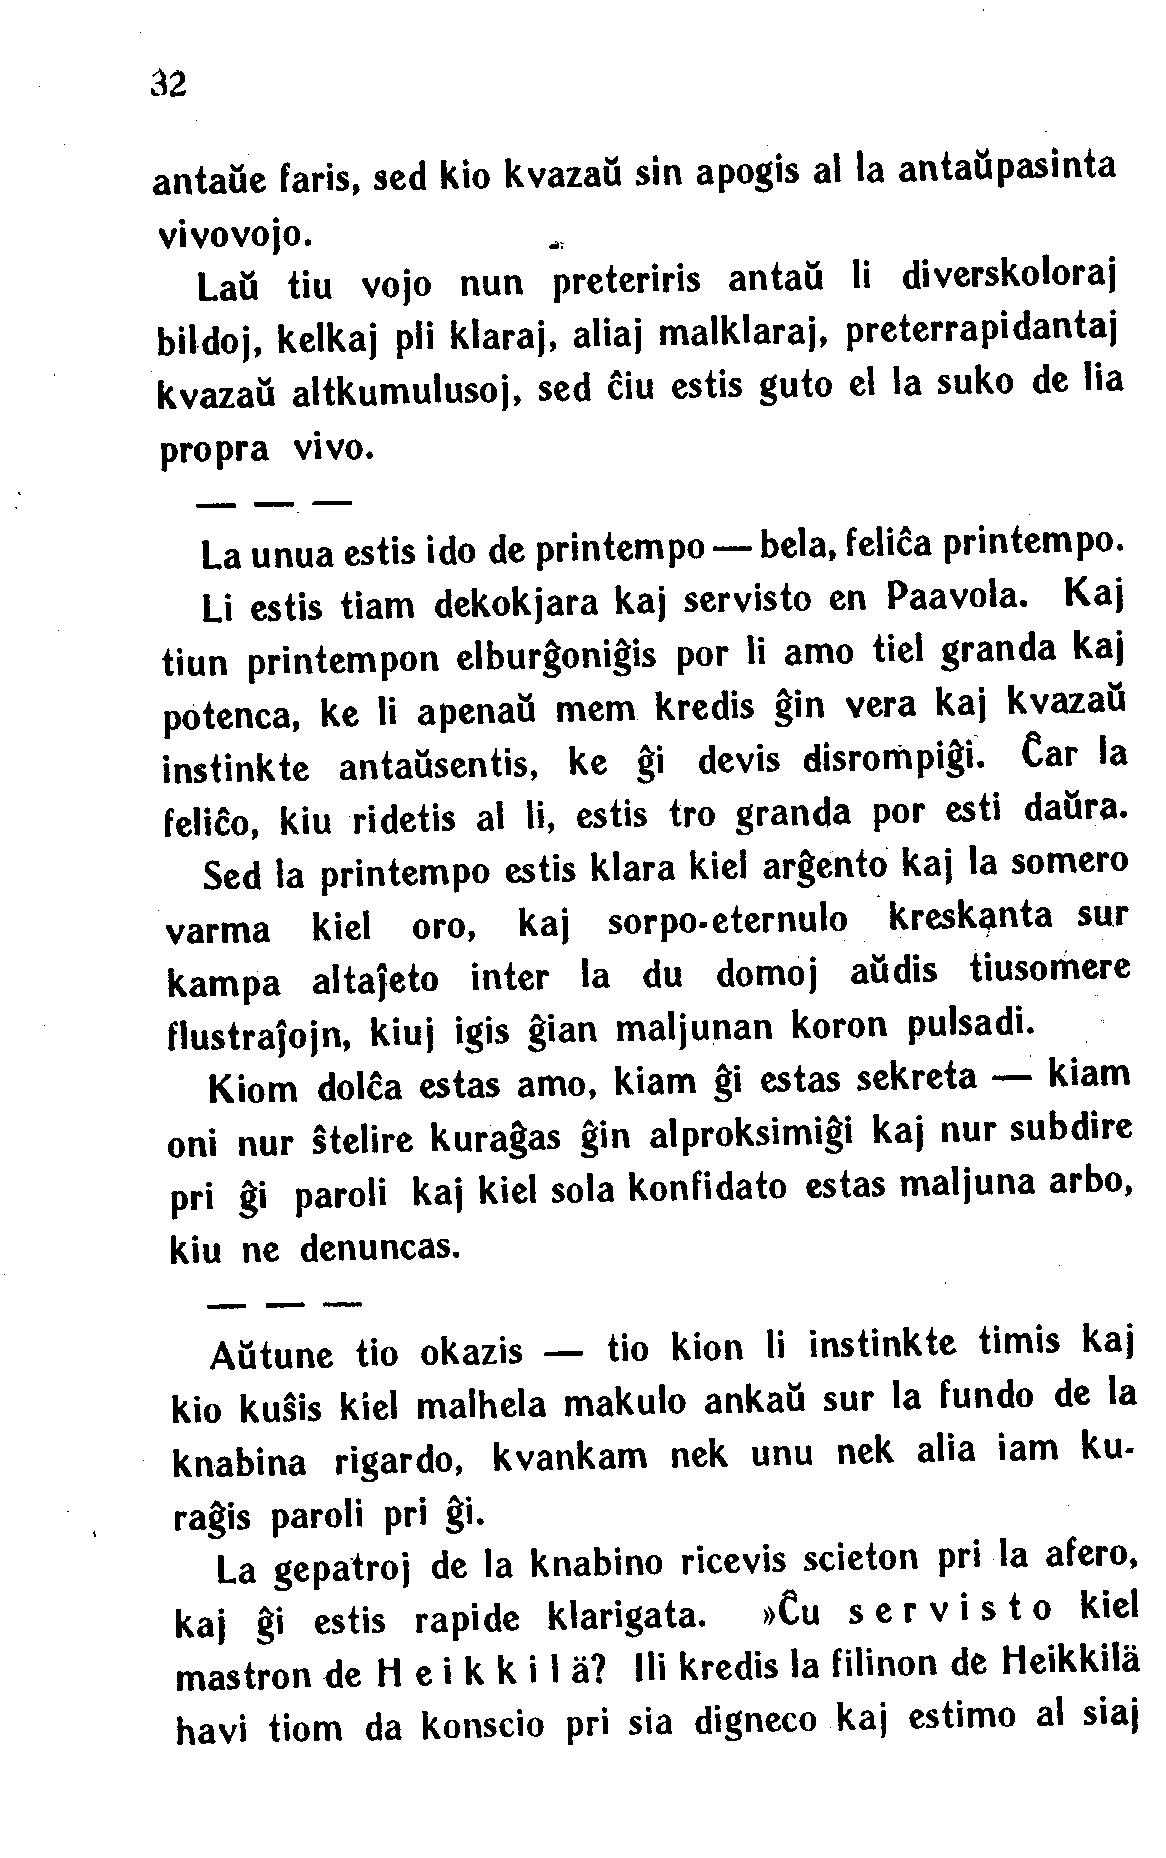 32
antaŭe faris, sed kio kvazaŭ sin apogis al la antaŭpasinta
vivovojo.
Laŭ tiu vojo nun preteriris antaŭ li diverskoloraj
bildoj, kelkaj pli klaraj, aliaj malklaraj, preterrapidantaj
kvazaŭ altkumulusoj, sed ĉiu estis guto el la suko de lia
propra vivo.
— — —
La unua estis ido de printempo — bela, feliĉa printempo.
Li estis tiam dekokjara kaj servisto en Paavola. Kaj
tiun printempon elburĝoniĝis por li amo tiel granda kaj
potenca, ke li apenaŭ mem kredis ĝin vera kaj kvazaŭ
instinkte antaŭsentis, ke ĝi devis disrompiĝi. Ĉar la
feliĉo, kiu ridetis al li, estis tro granda por esti daŭra.
Sed la printempo estis klara kiel arĝento kaj la somero
varma kiel oro, kaj sorpo-eternulo kreskanta sur
kampa altaĵeto inter la du domoj aŭdis tiusomere
flustraĵojn, kiuj igis ĝian maljunan koron pulsadi.
Kiom dolĉa estas amo, kiam ĝi estas sekreta — kiam
oni nur ŝtelire kuraĝas ĝin alproksimiĝi kaj nur subdire
pri ĝi paroli kaj kiel sola konfidato estas maljuna arbo,
kiu ne denuncas.
— — —
Aŭtune tio okazis — tio kion li instinkte timis kaj
kio kuŝis kiel malhela makulo ankaŭ sur la fundo de la
knabina rigardo, kvankam nek unu nek alia iam ku-
raĝis paroli pri ĝi.
La gepatroj de la knabino ricevis scieton pri la afero,
kaj ĝi estis rapide klarigata. »Ĉu s e r v i s t o kiel
mastron de H e i k k i l ä? Ili kredis la filinon de Heikkilä
havi tiom da konscio pri sia digneco kaj estimo al siaj